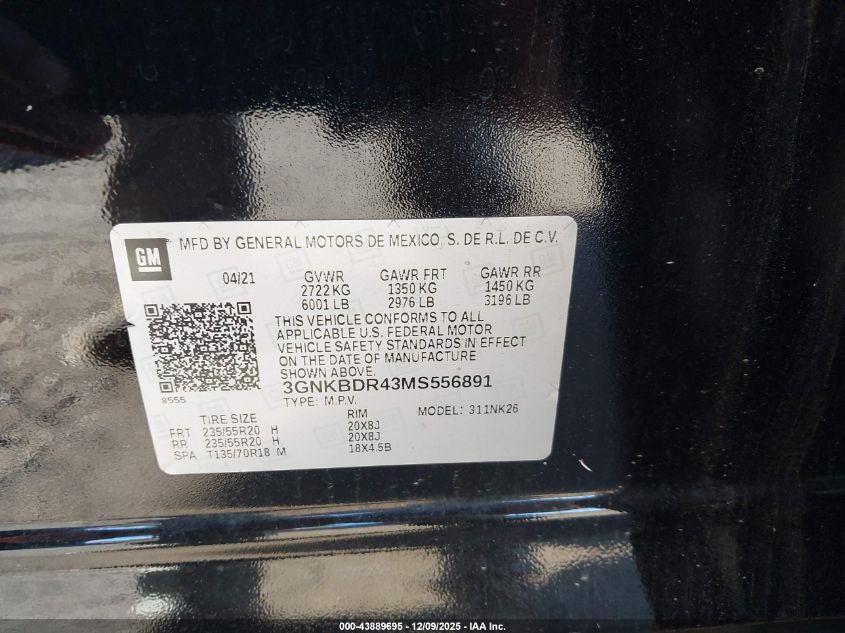 GM
MFD BY GENERAL MOTORS DE MEXICO, S. DE R.L. DE C.V.
04/21 GVWR GAWR FRT GAWR RR
2722 KG 1350 KG 1450 KG
6001 LB 2976 LB 3196 LB
THIS VEHICLE CONFORMS TO ALL
APPLICABLE U.S. FEDERAL MOTOR
VEHICLE SAFETY STANDARDS IN EFFECT
ON THE DATE OF MANUFACTURE
SHOWN ABOVE.
3GNKBDR43MS556891
8555
TYPE: M.P.V. MODEL: 311NK26
TIRE SIZE RIM
FRT 235/55R20 H 20X8J
RR 235/55R20 H 20X8J
SPA T135/70R18 M 18X4.5B
000-43889695 - 12/09/2025 - IAA Inc.